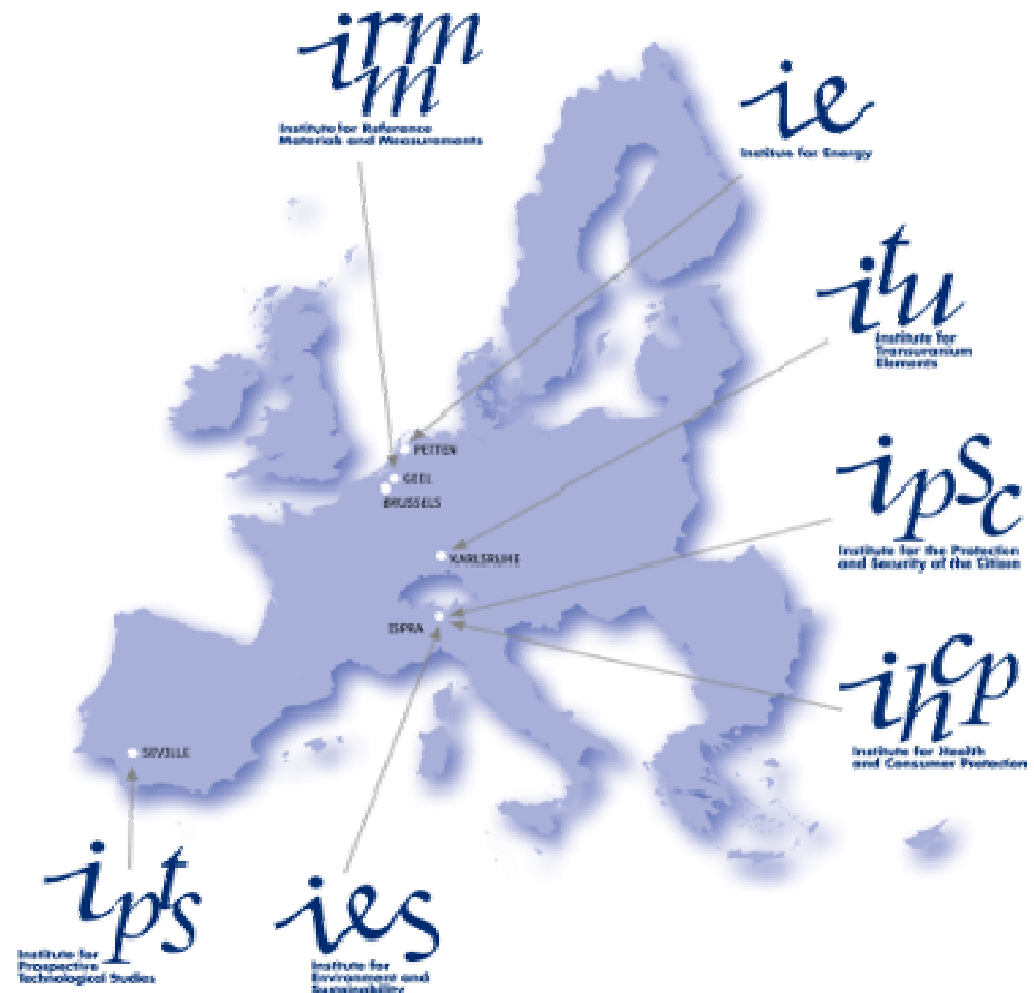 irmm
Institute for Reference
Materials and Measurements
ie
Institue for Energy
itu
Institute for
Transuranium
Elements
PETTEN
GEEL
BRUSSELS
ipsc
Institute for the Protection
and Security of the Citizen
KARLSRUHE
ISPRA
ihcp
Institute for Health
and Consumer Protection
SEVILLE
ipts
Institute for
Prospective
Technological Studies
ies
Institute for
Environment and
Sustainability